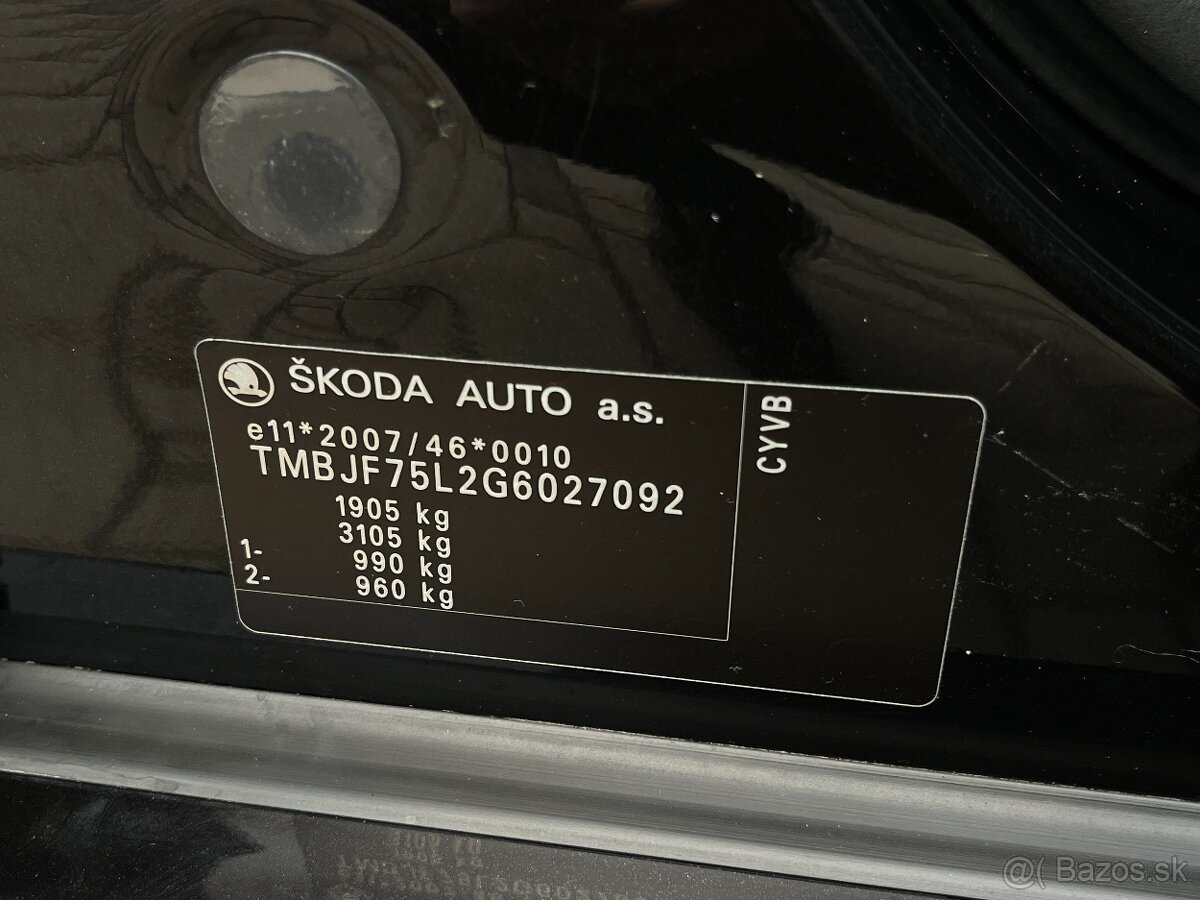 ŠKODA AUTO a.s.
e11*2007/46*0010
TMBJF75L2G6027092
1905 kg
3105 kg
1- 990 kg
2- 960 kg
CYVB
@( Bazos.sk